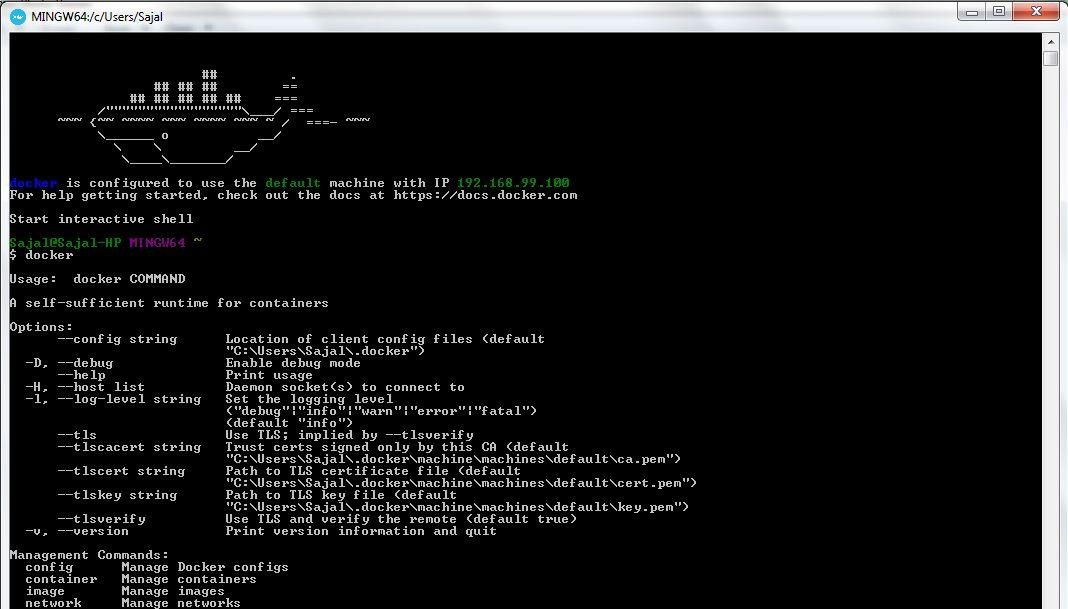 MINGW64:/c/Users/Sajal
                        ##         .
                  ## ## ##        ==
               ## ## ## ## ##    ===
           /"""""""""""""""""\___/ ===
      ~~~ {~~ ~~~~ ~~~ ~~~~ ~~~ ~ /  ===- ~~~
           \______ o           __/
             \    \         __/
              \____\_______/
docker is configured to use the default machine with IP 192.168.99.100
For help getting started, check out the docs at https://docs.docker.com
Start interactive shell
Sajal@Sajal-HP MINGW64 ~
$ docker
Usage:  docker COMMAND
A self-sufficient runtime for containers
Options:
      --config string      Location of client config files (default
                           "C:\Users\Sajal\.docker")
  -D, --debug              Enable debug mode
      --help               Print usage
  -H, --host list          Daemon socket(s) to connect to
  -l, --log-level string   Set the logging level
                           ("debug"|"info"|"warn"|"error"|"fatal")
                           (default "info")
      --tls                Use TLS; implied by --tlsverify
      --tlscacert string   Trust certs signed only by this CA (default
                           "C:\Users\Sajal\.docker\machine\machines\default\ca.pem")
      --tlscert string     Path to TLS certificate file (default
                           "C:\Users\Sajal\.docker\machine\machines\default\cert.pem")
      --tlskey string      Path to TLS key file (default
                           "C:\Users\Sajal\.docker\machine\machines\default\key.pem")
      --tlsverify          Use TLS and verify the remote (default true)
  -v, --version            Print version information and quit
Management Commands:
  config      Manage Docker configs
  container   Manage containers
  image       Manage images
  network     Manage networks